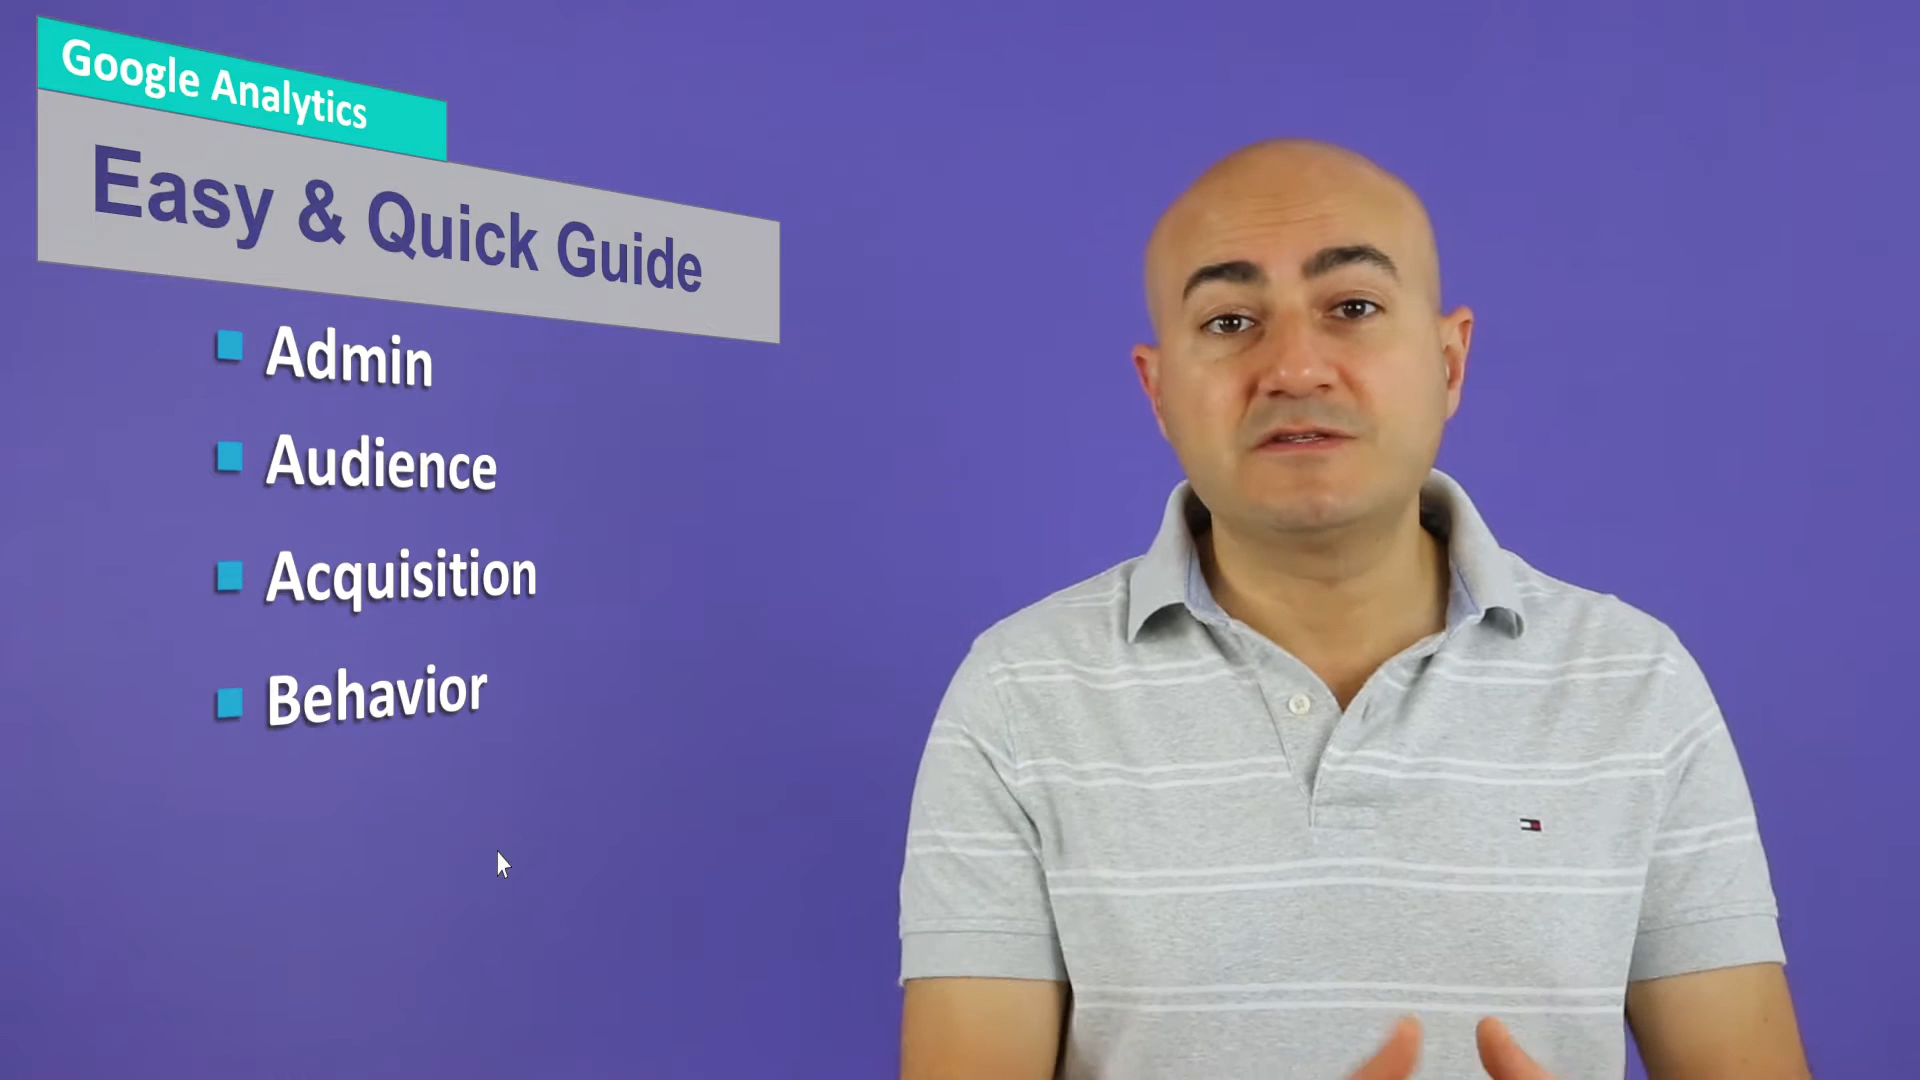 Google Analytics
Easy & Quick Guide
Admin
Audience
Acquisition
Behavior